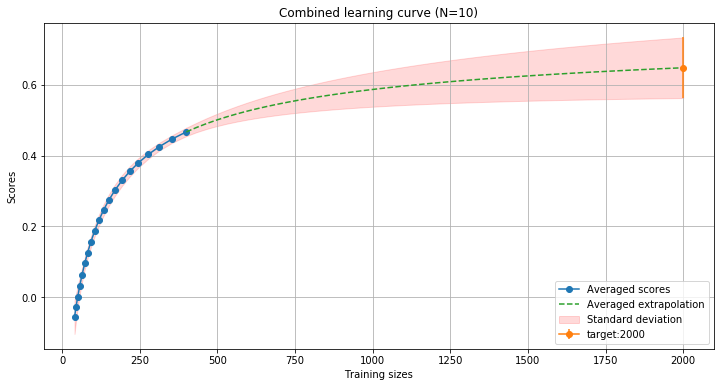 Combined learning curve (N=10)
Scores
0.6
0.4
0.2
0.0
Averaged scores
Averaged extrapolation
Standard deviation
target:2000
0 250 500 750 1000 1250 1500 1750 2000
Training sizes